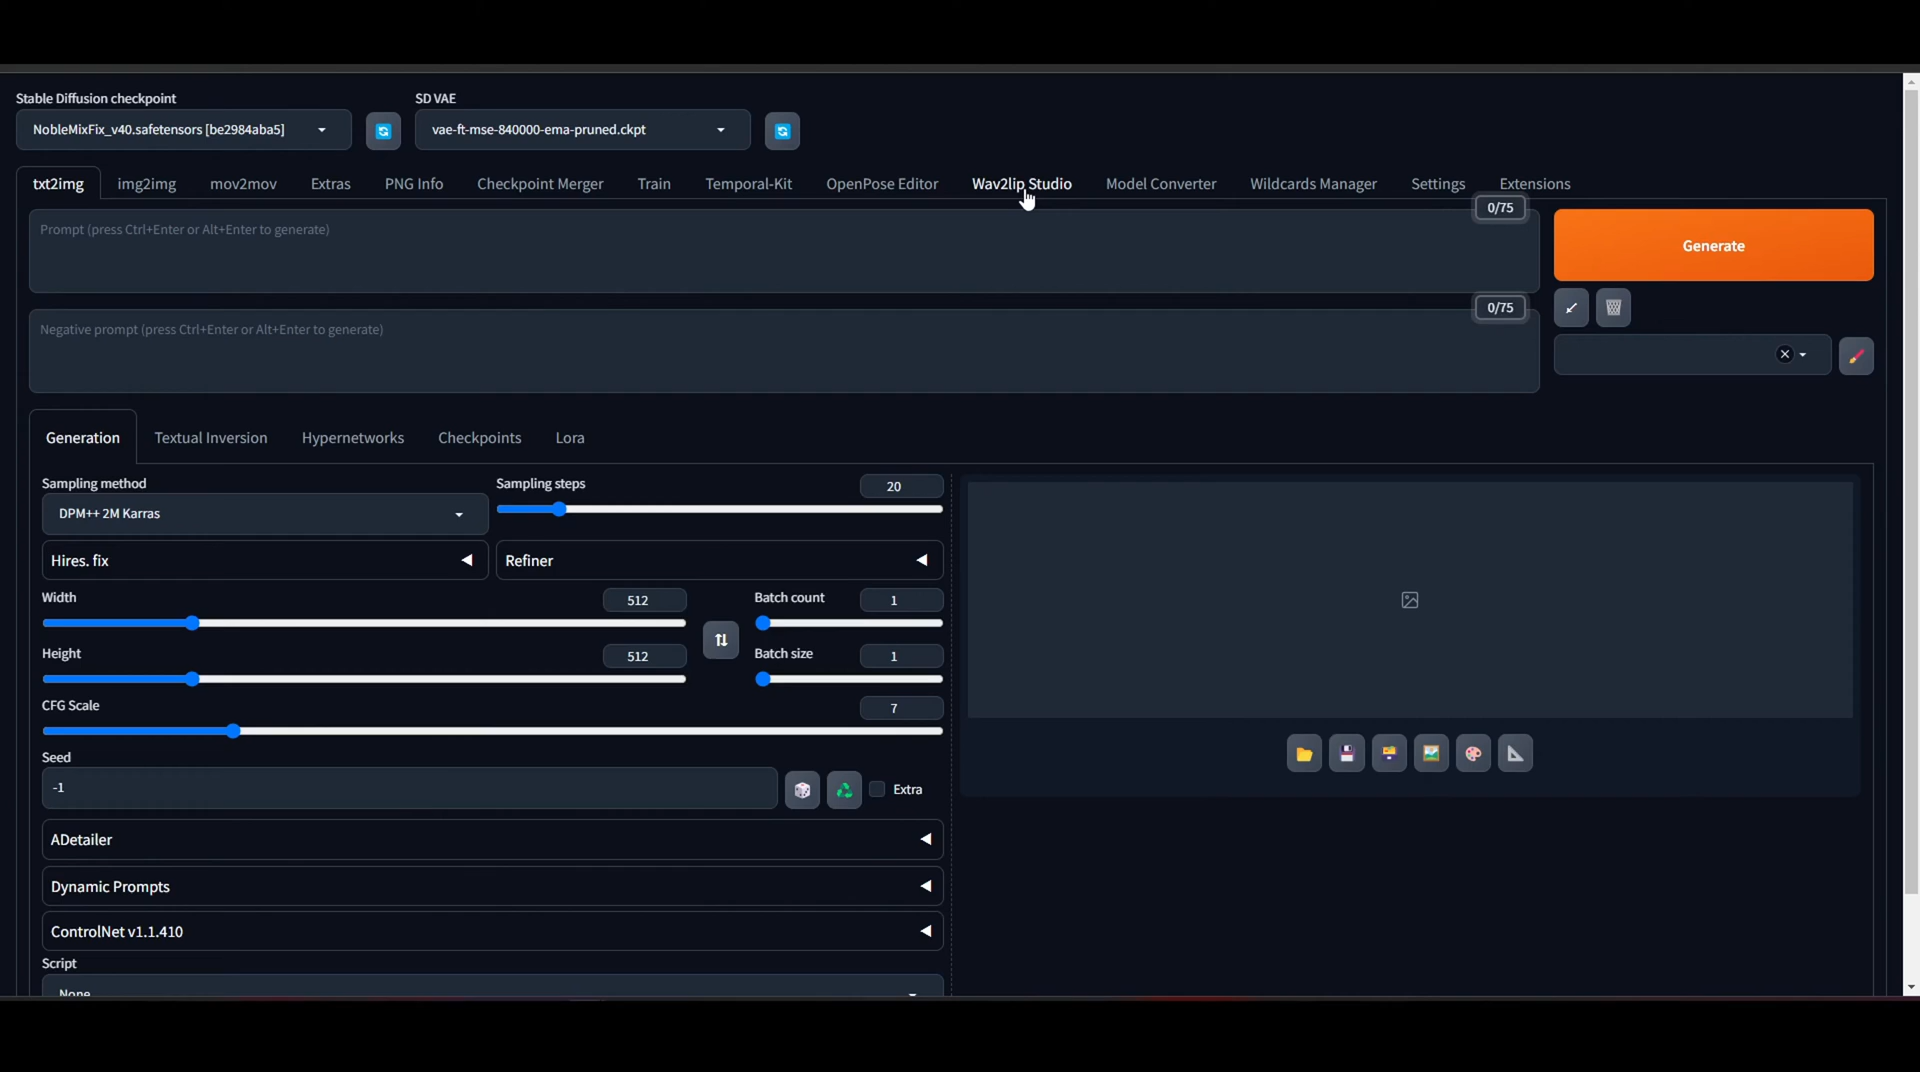 Stable Diffusion checkpoint
SD VAE
NobleMixFix_v40.safetensors [be2984aba5]
vae-ft-mse-840000-ema-pruned.ckpt
txt2img img2img mov2mov Extras PNG Info Checkpoint Merger Train Temporal-Kit OpenPose Editor Wav2lip Studio Model Converter Wildcards Manager Settings Extensions
0/75
Prompt (press Ctrl+Enter or Alt+Enter to generate)
Generate
0/75
Negative prompt (press Ctrl+Enter or Alt+Enter to generate)
Generation Textual Inversion Hypernetworks Checkpoints Lora
Sampling method
Sampling steps
20
DPM++ 2M Karras
Hires. fix
Refiner
Width
512
Batch count
1
Height
512
Batch size
1
CFG Scale
7
Seed
-1
Extra
ADetailer
Dynamic Prompts
ControlNet v1.1.410
Script
None